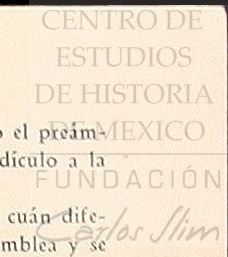 CENTRO DE
ESTUDIOS
DE HISTORIA
o el preám-
DE MEXICO
dículo a la
FUNDACIÓN
cuán dife-
Carlos Slim
mblea y se